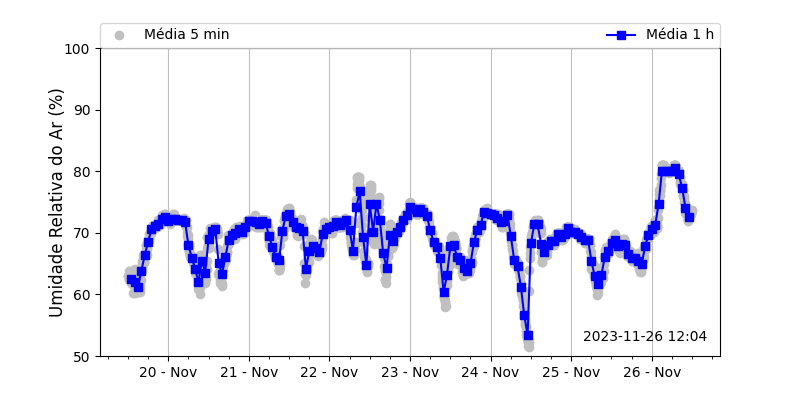 Média 5 min
Média 1 h
Umidade Relativa do Ar (%)
100
90
80
70
60
50
2023-11-26 12:04
20 - Nov
21 - Nov
22 - Nov
23 - Nov
24 - Nov
25 - Nov
26 - Nov